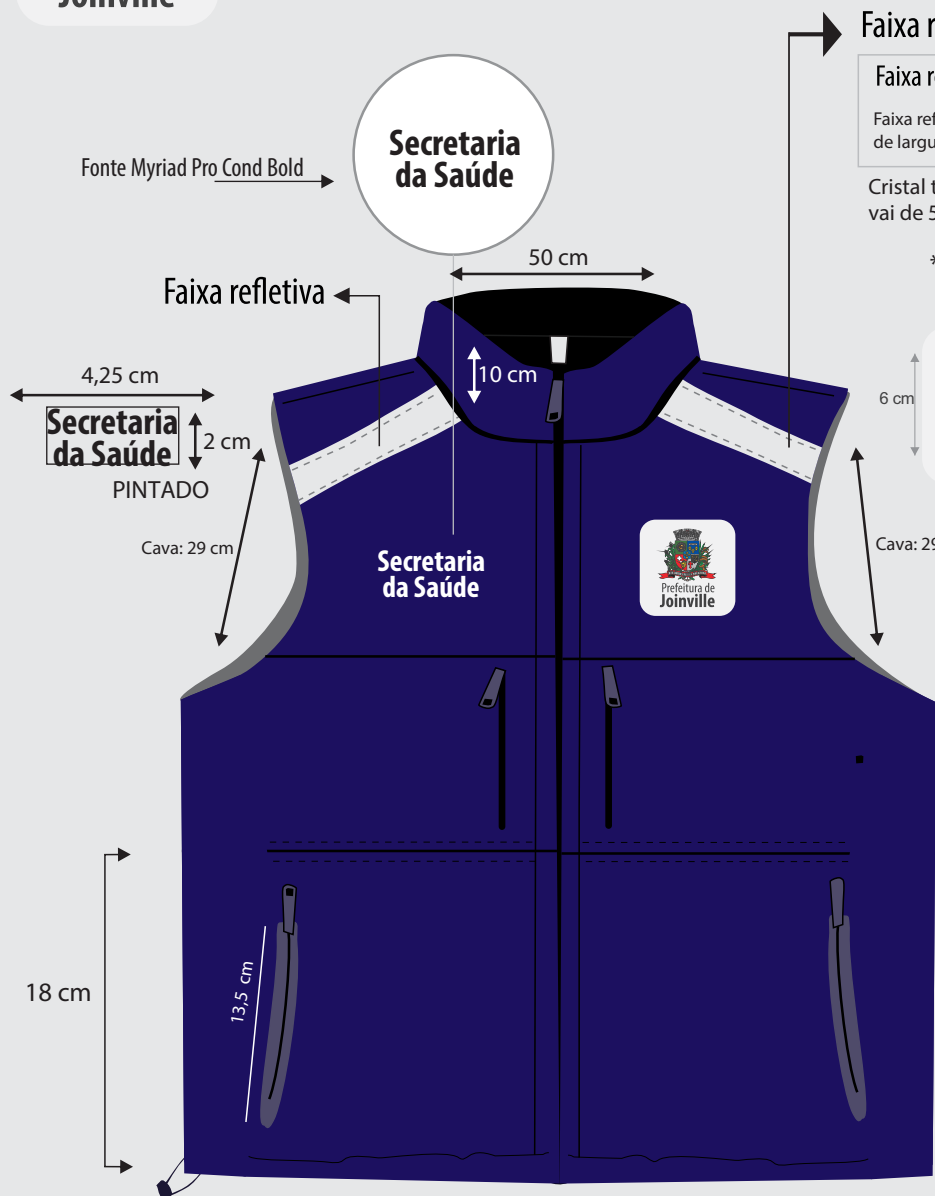 Joinville
Faixa r
Faixa re
Faixa ref
de largu
Cristal t
vai de 5
*
Secretaria
da Saúde
Fonte Myriad Pro Cond Bold
50 cm
Faixa refletiva
10 cm
4,25 cm
Secretaria
da Saúde
2 cm
PINTADO
6 cm
Cava: 29 cm
Cava: 29
Secretaria
da Saúde
Prefeitura de
Joinville
13,5 cm
18 cm